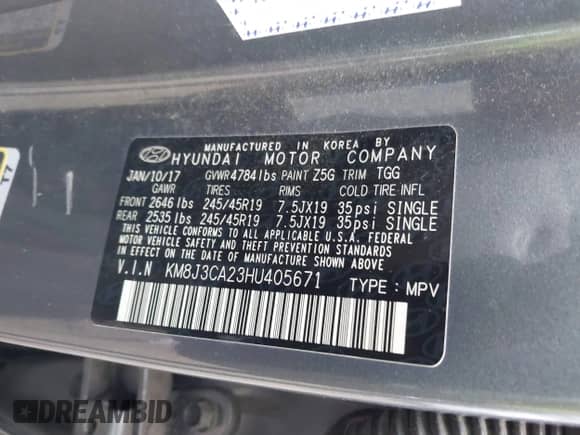 MANUFACTURED IN KOREA BY
HYUNDAI MOTOR COMPANY
JAN/10/17 GVWR 4784lbs PAINT Z5G TRIM TGG
GAWR TIRES RIMS COLD TIRE INFL
FRONT 2646 lbs 245/45R19 7.5JX19 35psi SINGLE
REAR 2535 lbs 245/45R19 7.5JX19 35psi SINGLE
THIS VEHICLE CONFORMS TO ALL APPLICABLE U.S.A. FEDERAL
MOTOR VEHICLE SAFETY, BUMPER, AND THEFT PREVENTION STANDARDS
IN EFFECT ON THE DATE OF MANUFACTURE SHOWN ABOVE.
V.I.N KM8J3CA23HU405671 TYPE : MPV
T7
DREAMBID